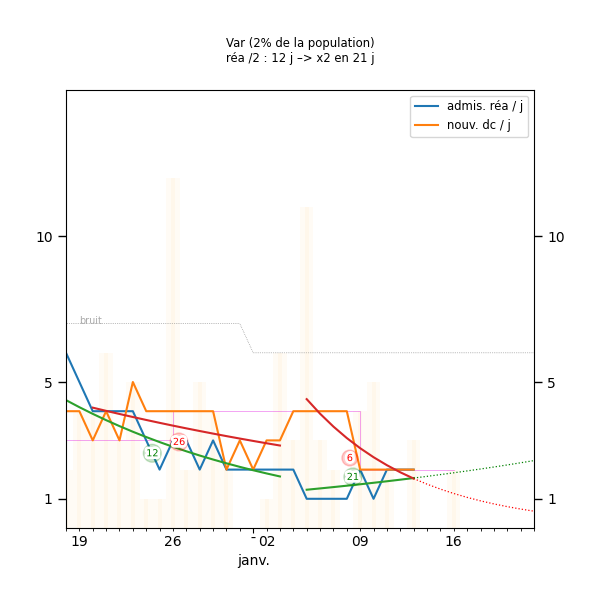 Var (2% de la population)
réa /2 : 12 j –> x2 en 21 j
admis. réa / j
nouv. dc / j
10
10
bruit
5
5
26
12
6
21
1
1
19
26
02
09
16
janv.